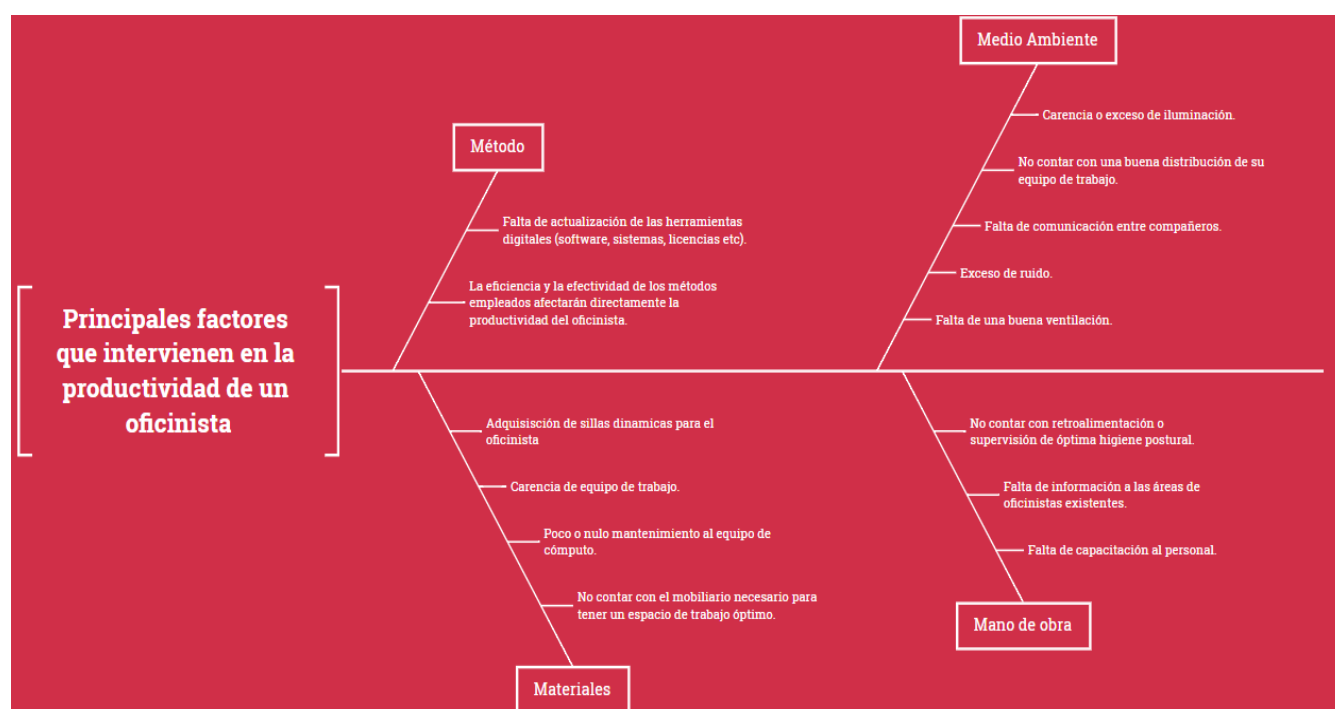 Principales factores
que intervienen en la
productividad de un
oficinista
Método
Falta de actualización de las herramientas
digitales (software, sistemas, licencias etc).
La eficiencia y la efectividad de los métodos
empleados afectarán directamente la
productividad del oficinista.
Medio Ambiente
Carencia o exceso de iluminación.
No contar con una buena distribución de su
equipo de trabajo.
Falta de comunicación entre compañeros.
Exceso de ruido.
Falta de una buena ventilación.
Adquisisción de sillas dinamicas para el
oficinista
Carencia de equipo de trabajo.
Poco o nulo mantenimiento al equipo de
cómputo.
No contar con el mobiliario necesario para
tener un espacio de trabajo óptimo.
Materiales
No contar con retroalimentación o
supervisión de óptima higiene postural.
Falta de información a las áreas de
oficinistas existentes.
Falta de capacitación al personal.
Mano de obra